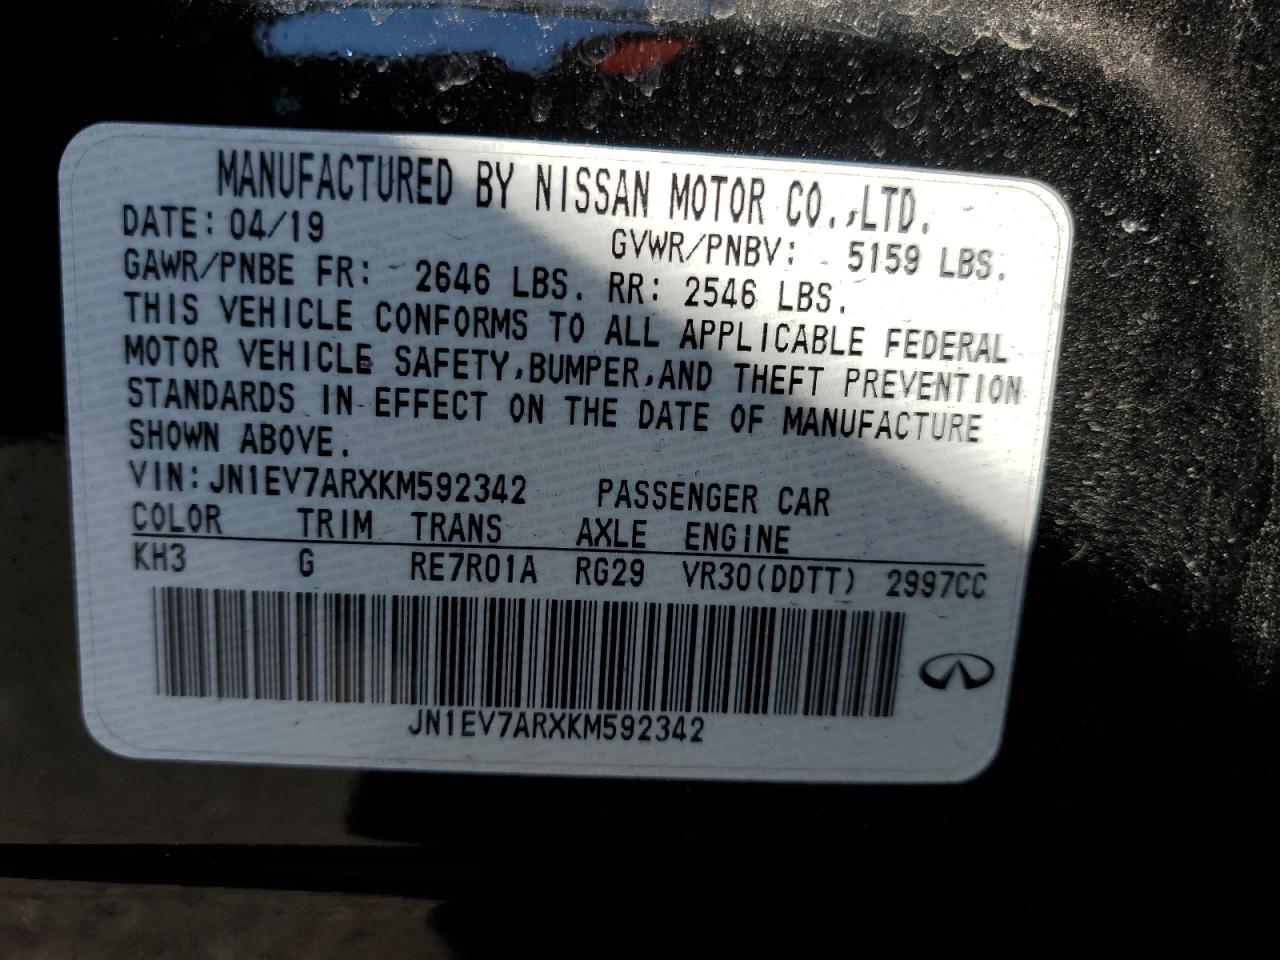 MANUFACTURED BY NISSAN MOTOR CO.,LTD.
DATE: 04/19 GVWR/PNBV: 5159 LBS.
GAWR/PNBE FR: 2646 LBS. RR: 2546 LBS.
THIS VEHICLE CONFORMS TO ALL APPLICABLE FEDERAL
MOTOR VEHICLE SAFETY,BUMPER,AND THEFT PREVENTION
STANDARDS IN EFFECT ON THE DATE OF MANUFACTURE
SHOWN ABOVE.
VIN:JN1EV7ARXKM592342 PASSENGER CAR
COLOR TRIM TRANS AXLE ENGINE
KH3 G RE7R01A RG29 VR30(DDTT) 2997CC
JN1EV7ARXKM592342